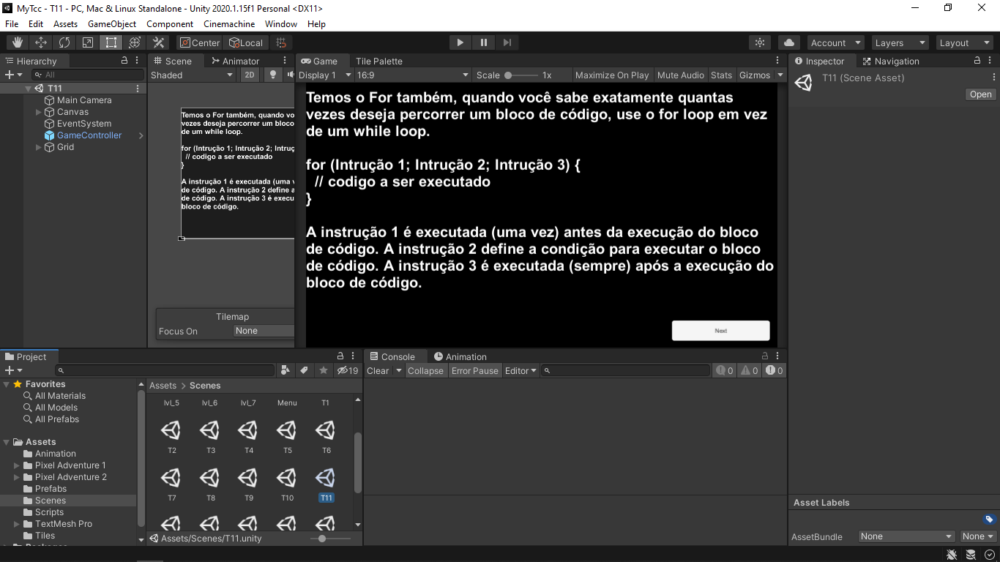 MyTcc - T11 - PC, Mac & Linux Standalone - Unity 2020.1.15f1 Personal <DX11>
File Edit Assets GameObject Component Cinemachine Window Help
Center Local Account Layers Layout
Hierarchy
All
T11
Main Camera
Canvas
EventSystem
GameController
Grid
Scene Animator
Shaded 2D
Temos o For também, quando vo
vezes deseja percorrer um bloco
de um while loop.
for (Intrução 1; Intrução 2; Intruç
// codigo a ser executado
}
A instrução 1 é executada (uma v
de código. A instrução 2 define a
de código. A instrução 3 é execu
bloco de código.
Tilemap
Focus On None
Game Tile Palette
Display 1 16:9 Scale 1x Maximize On Play Mute Audio Stats Gizmos
Temos o For também, quando você sabe exatamente quantas
vezes deseja percorrer um bloco de código, use o for loop em vez
de um while loop.
for (Intrução 1; Intrução 2; Intrução 3) {
// codigo a ser executado
}
A instrução 1 é executada (uma vez) antes da execução do bloco
de código. A instrução 2 define a condição para executar o bloco
de código. A instrução 3 é executada (sempre) após a execução do
bloco de código.
Next
Inspector Navigation
T11 (Scene Asset)
Open
Project
19
Favorites
All Materials
All Models
All Prefabs
Assets
Animation
Pixel Adventure 1
Pixel Adventure 2
Prefabs
Scenes
Scripts
TextMesh Pro
Tiles
Assets > Scenes
lvl_5 lvl_6 lvl_7 Menu T1
T2 T3 T4 T5 T6
T7 T8 T9 T10 T11
Assets/Scenes/T11.unity
Console Animation
Clear Collapse Error Pause Editor 0 0 0
Asset Labels
AssetBundle None None